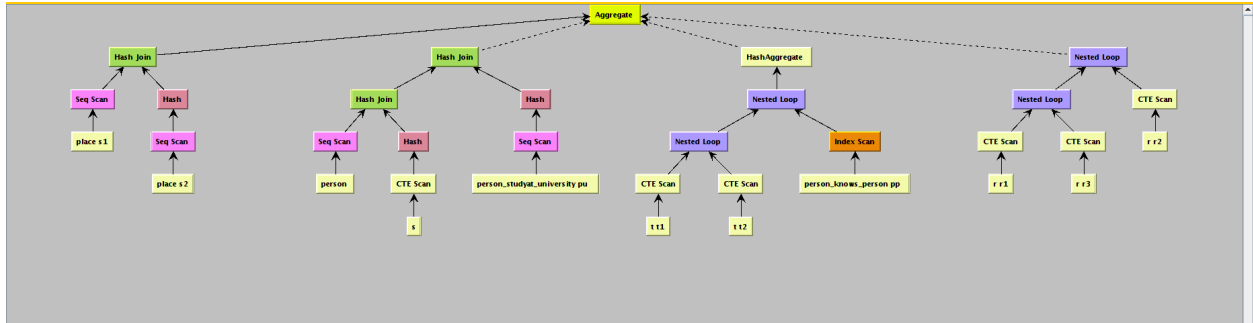 Aggregate
Hash Join
Hash Join
HashAggregate
Nested Loop
Seq Scan
Hash
Hash Join
Hash
Nested Loop
Nested Loop
CTE Scan
place s1
Seq Scan
Seq Scan
Hash
Seq Scan
Nested Loop
Index Scan
CTE Scan
CTE Scan
r r2
place s2
person
CTE Scan
person_studyat_university pu
CTE Scan
CTE Scan
person_knows_person pp
r r1
r r3
s
t t1
t t2